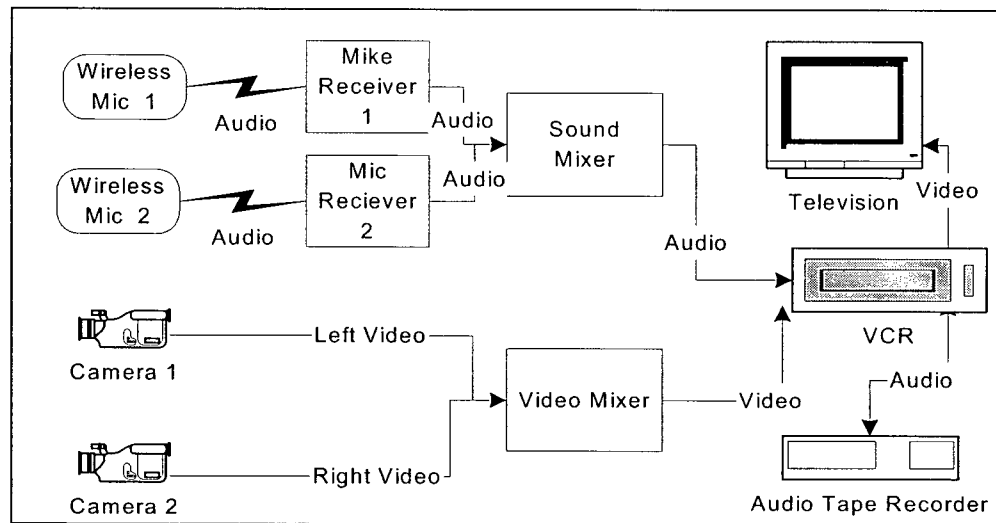 Wireless
Mic 1
Audio
Mike
Receiver
1
Audio
Sound
Mixer
Television
Video
Wireless
Mic 2
Audio
Mic
Reciever
2
Audio
Audio
VCR
Camera 1
Left Video
Video Mixer
Video
Audio
Camera 2
Right Video
Audio Tape Recorder